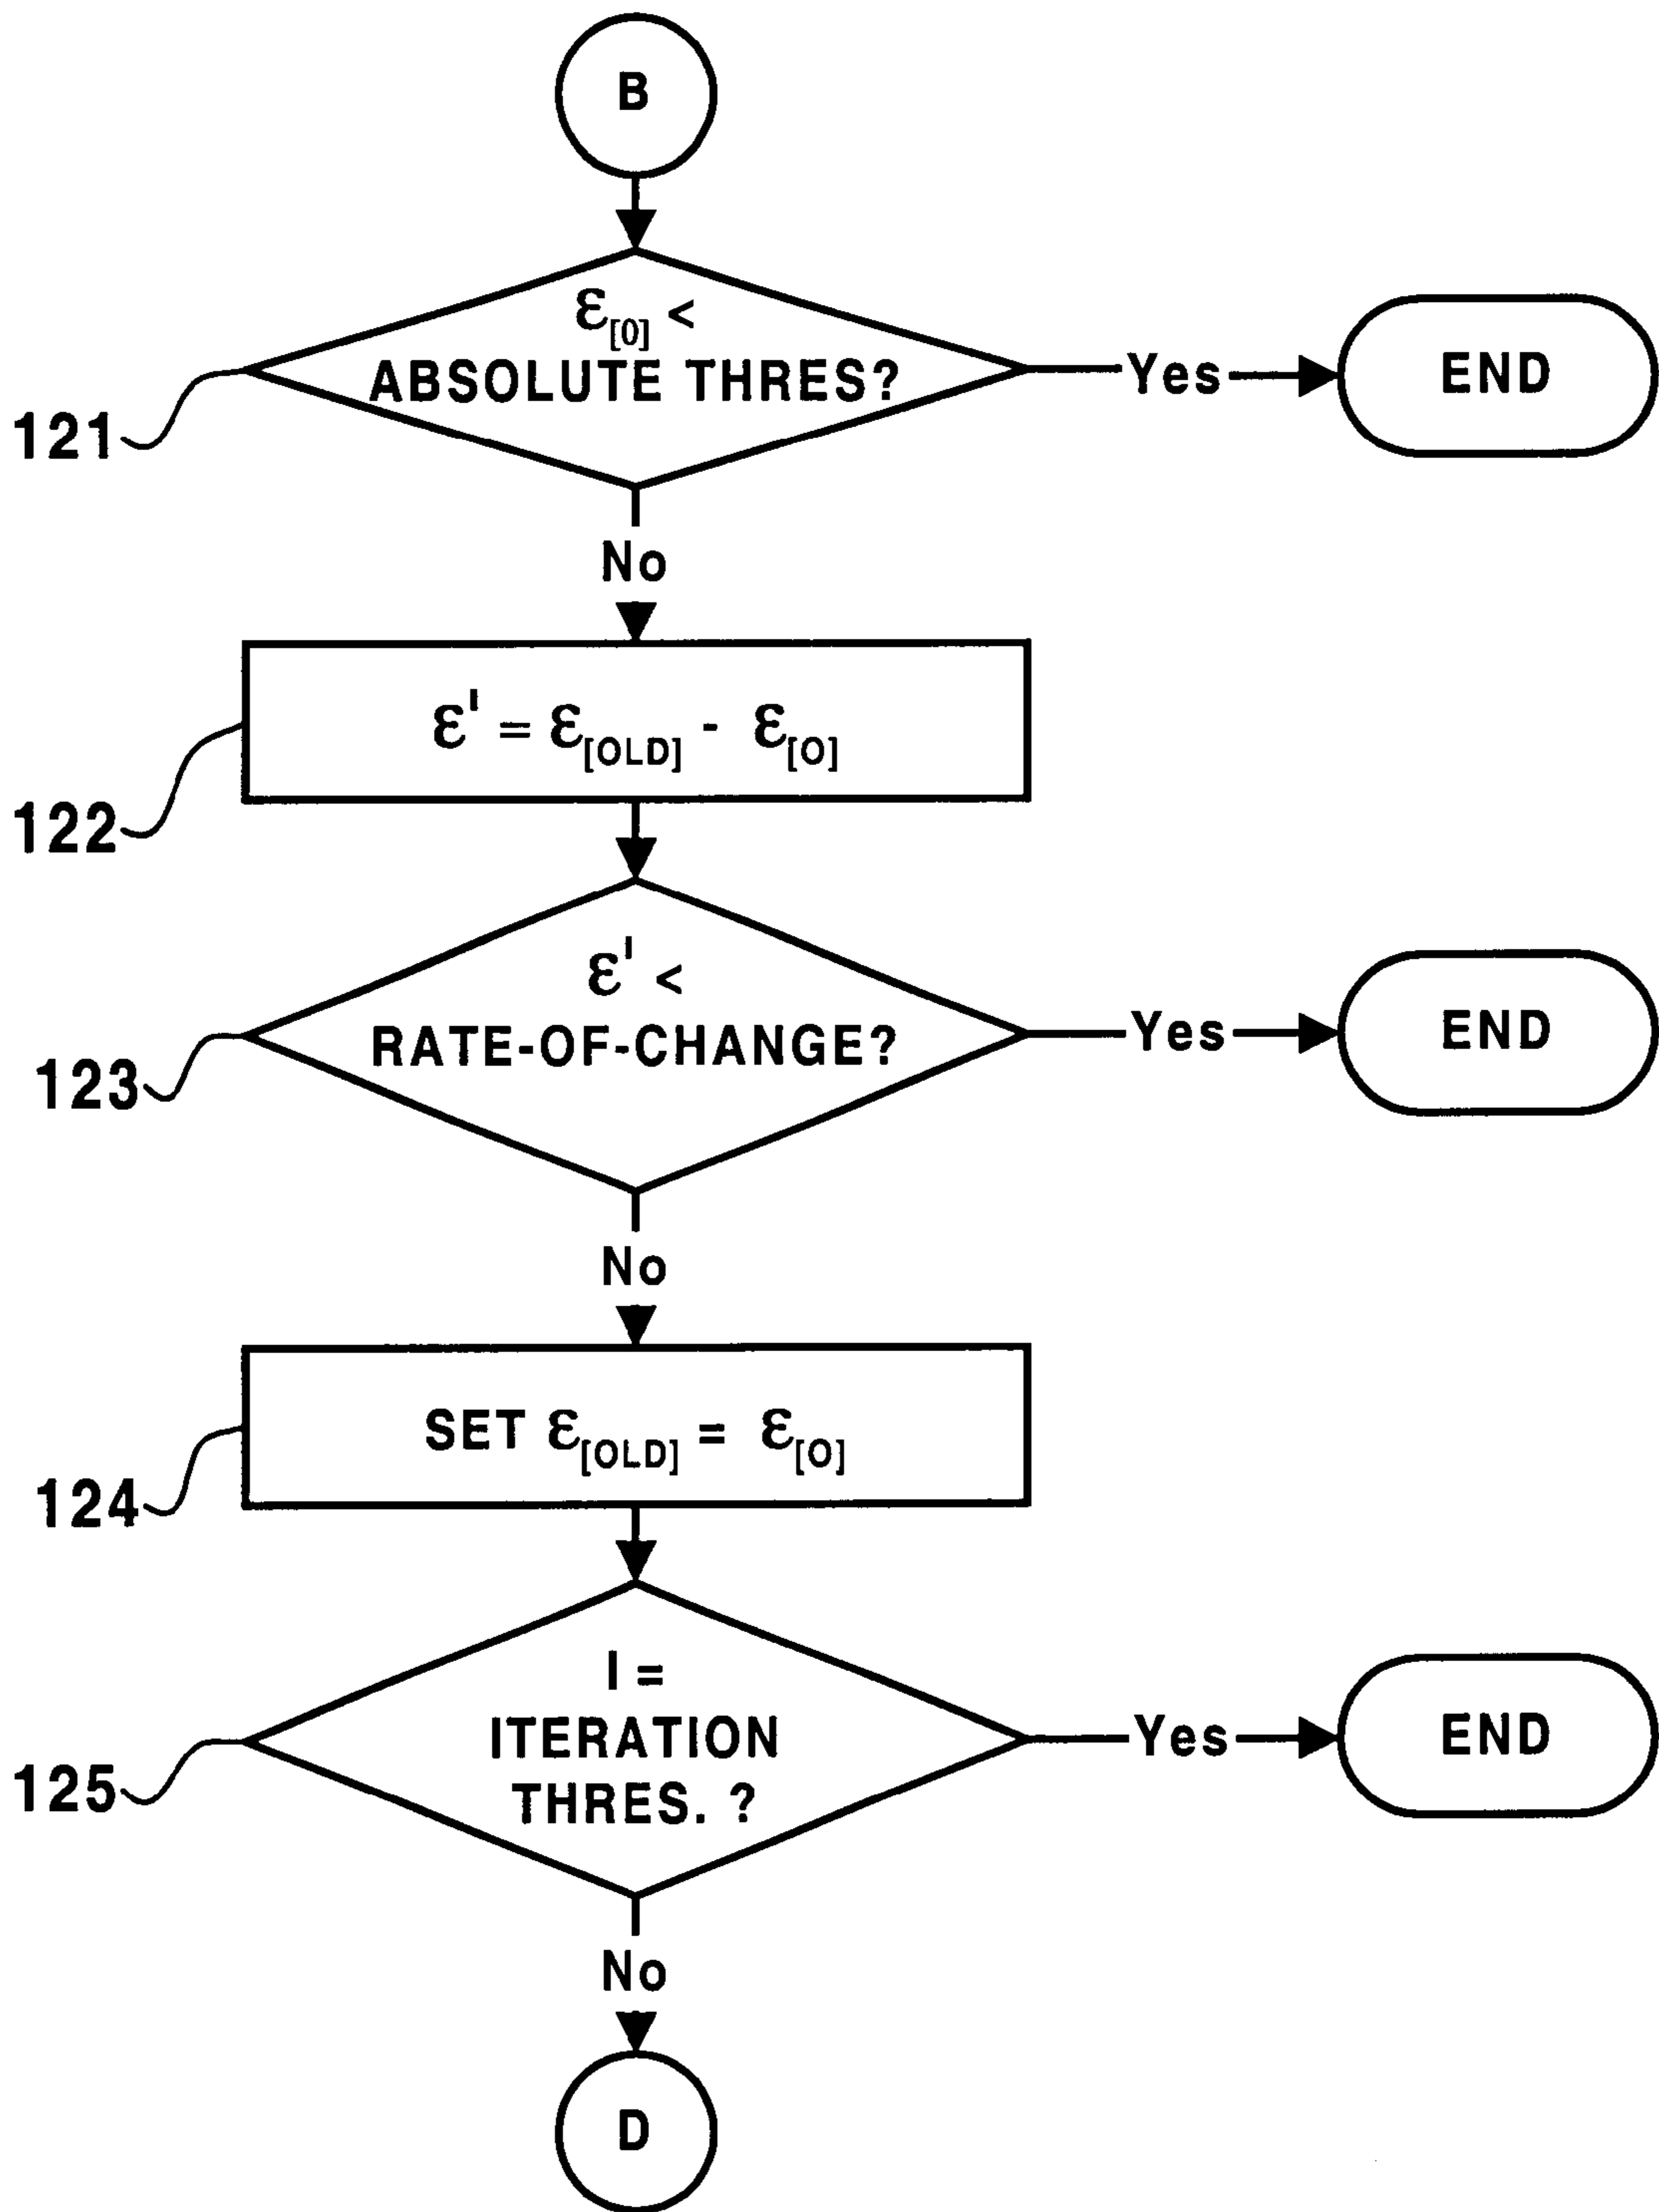 B
Ɛ[0] <
ABSOLUTE THRES?
Yes
END
121
No
Ɛ' = Ɛ[OLD] - Ɛ[O]
122
Ɛ' <
RATE-OF-CHANGE?
Yes
END
123
No
SET Ɛ[OLD] = Ɛ[O]
124
I =
ITERATION
THRES. ?
Yes
END
125
No
D